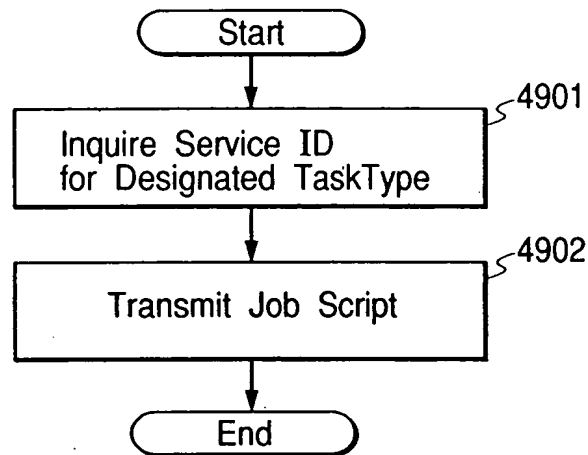 Start
4901
Inquire Service ID
for Designated TaskType
4902
Transmit Job Script
End